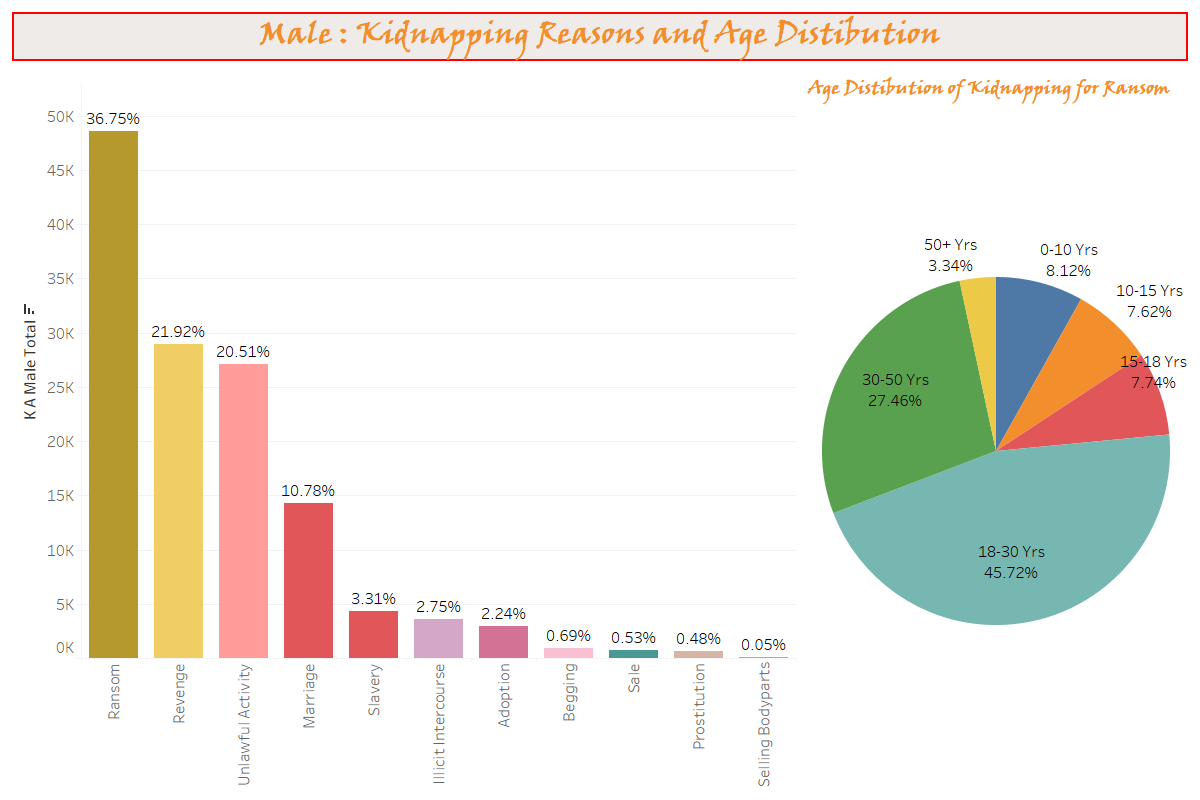 Male : Kidnapping Reasons and Age Distibution
Age Distibution of Kidnapping for Ransom
K A Male Total
50K
45K
40K
35K
30K
25K
20K
15K
10K
5K
0K
36.75%
21.92%
20.51%
10.78%
3.31%
2.75%
2.24%
0.69%
0.53%
0.48%
0.05%
Ransom
Revenge
Unlawful Activity
Marriage
Slavery
Illicit Intercourse
Adoption
Begging
Sale
Prostitution
Selling Bodyparts
50+ Yrs
3.34%
0-10 Yrs
8.12%
10-15 Yrs
7.62%
15-18 Yrs
7.74%
30-50 Yrs
27.46%
18-30 Yrs
45.72%